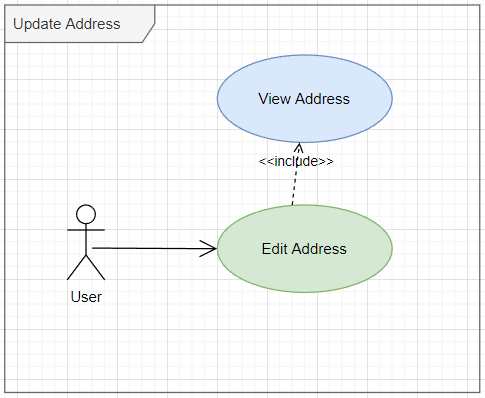 Update Address
View Address
<<include>>
Edit Address
User